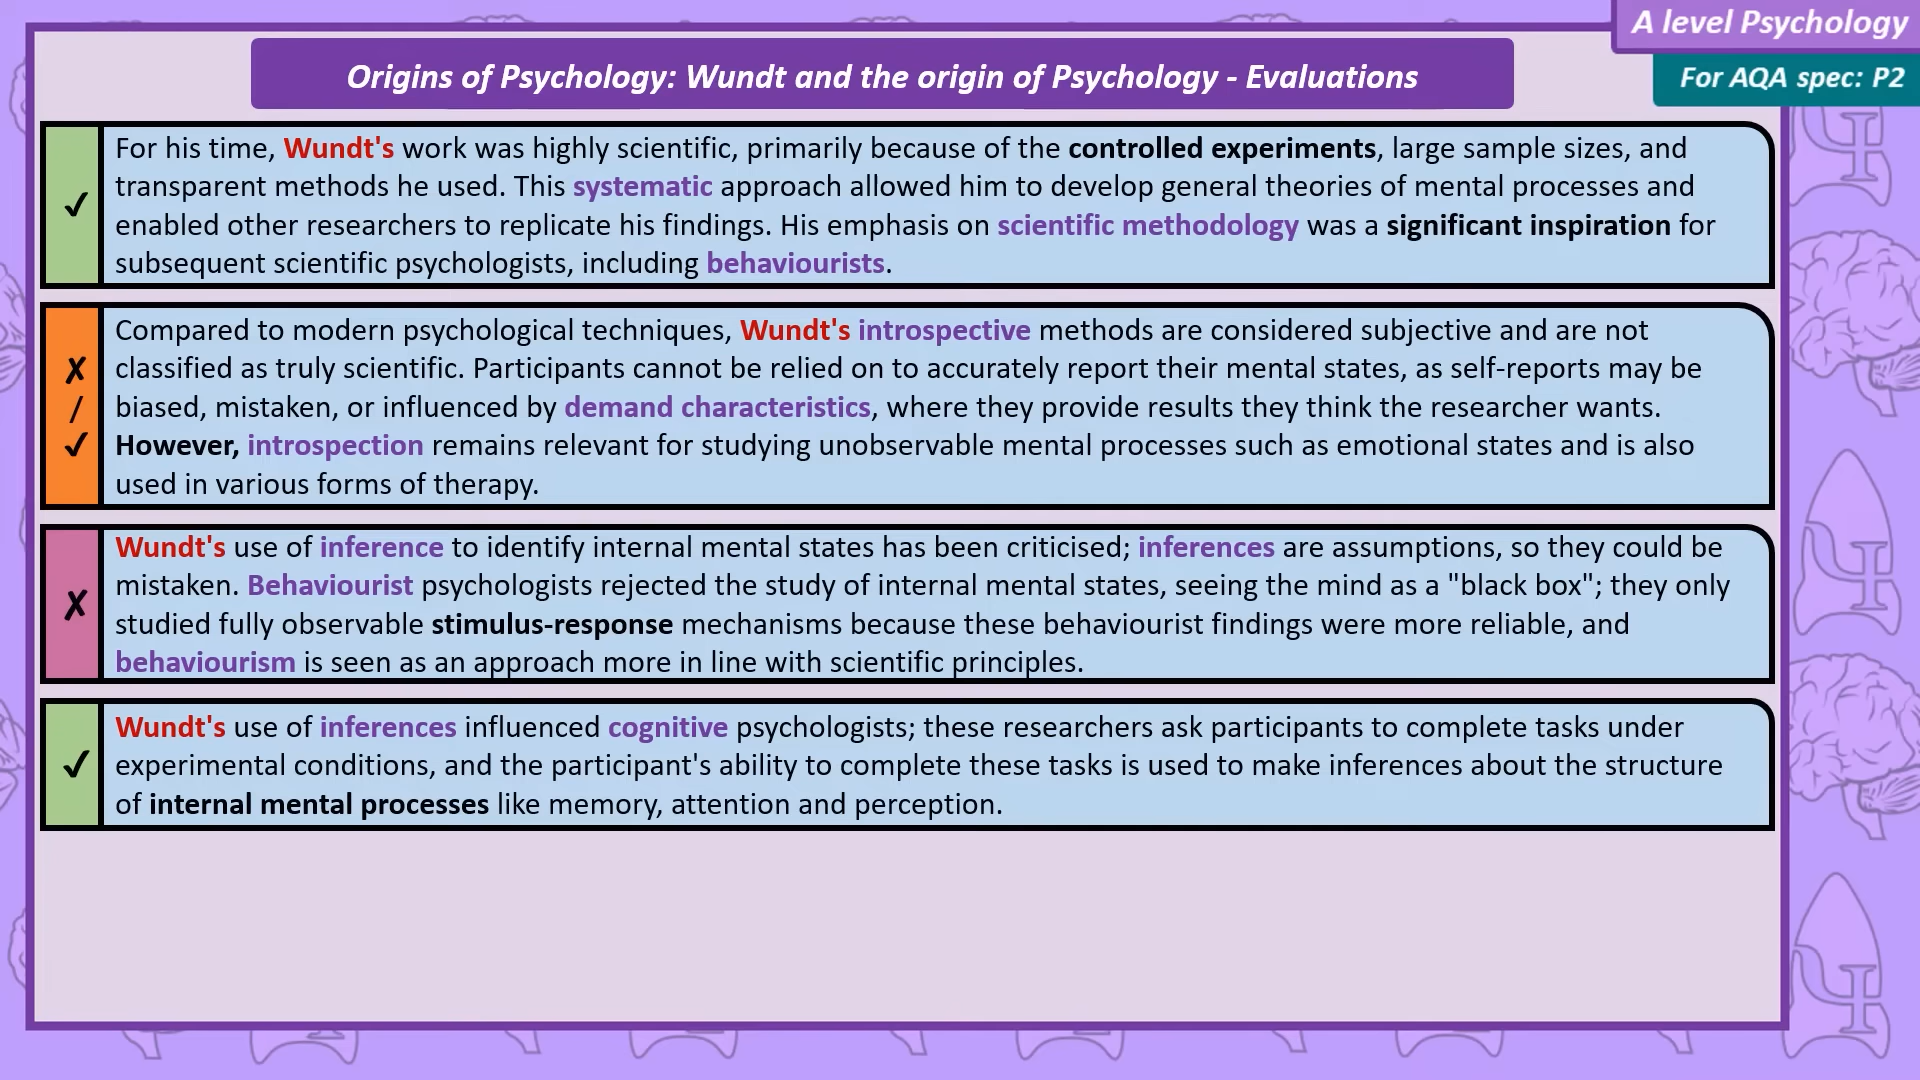 A level Psychology
For AQA spec: P2
Origins of Psychology: Wundt and the origin of Psychology - Evaluations
✓
For his time, Wundt's work was highly scientific, primarily because of the controlled experiments, large sample sizes, and
transparent methods he used. This systematic approach allowed him to develop general theories of mental processes and
enabled other researchers to replicate his findings. His emphasis on scientific methodology was a significant inspiration for
subsequent scientific psychologists, including behaviourists.
✗
/
✓
Compared to modern psychological techniques, Wundt's introspective methods are considered subjective and are not
classified as truly scientific. Participants cannot be relied on to accurately report their mental states, as self-reports may be
biased, mistaken, or influenced by demand characteristics, where they provide results they think the researcher wants.
However, introspection remains relevant for studying unobservable mental processes such as emotional states and is also
used in various forms of therapy.
✗
Wundt's use of inference to identify internal mental states has been criticised; inferences are assumptions, so they could be
mistaken. Behaviourist psychologists rejected the study of internal mental states, seeing the mind as a "black box"; they only
studied fully observable stimulus-response mechanisms because these behaviourist findings were more reliable, and
behaviourism is seen as an approach more in line with scientific principles.
✓
Wundt's use of inferences influenced cognitive psychologists; these researchers ask participants to complete tasks under
experimental conditions, and the participant's ability to complete these tasks is used to make inferences about the structure
of internal mental processes like memory, attention and perception.